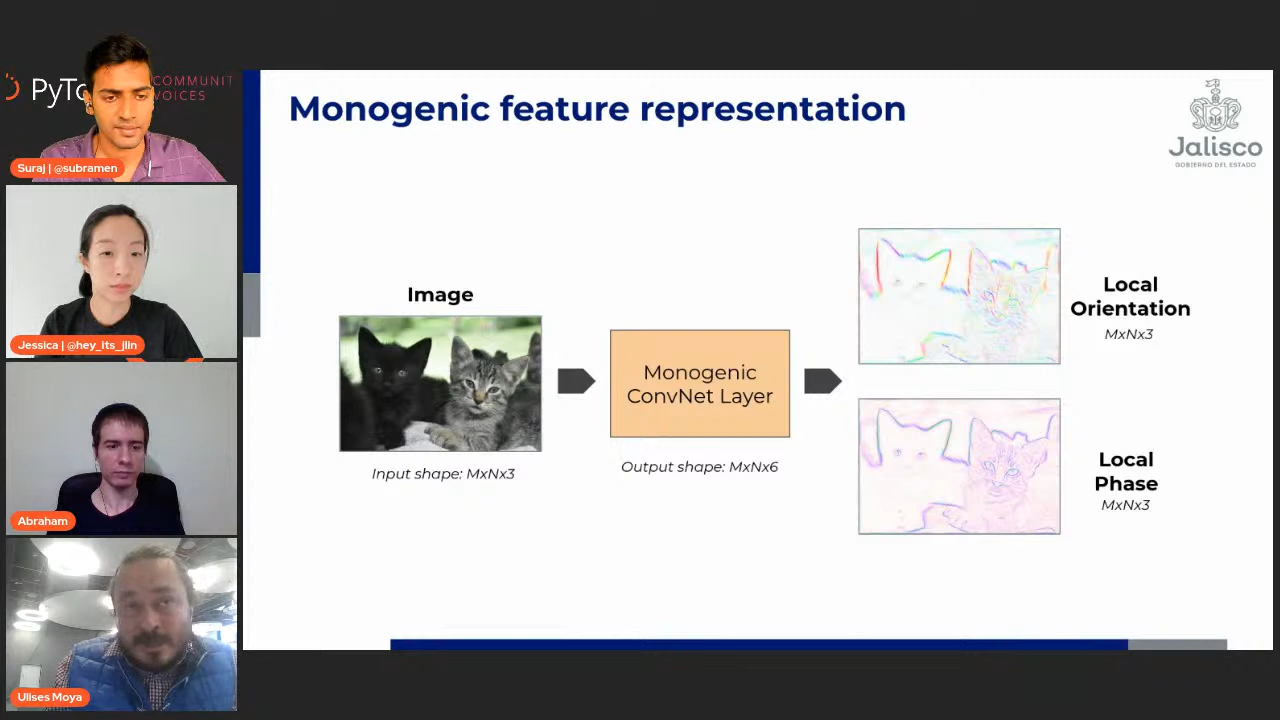 PyTo
COMMUNIT
VOICES
Suraj | @subramen
Jessica | @hey_its_jlin
Abraham
Ulises Moya
Monogenic feature representation
Jalisco
GOBIERNO DEL ESTADO
Image
Input shape: MxNx3
Monogenic
ConvNet Layer
Output shape: MxNx6
Local
Orientation
MxNx3
Local
Phase
MxNx3